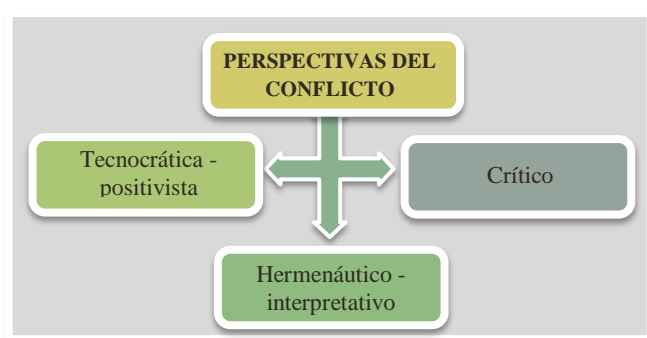 PERSPECTIVAS DEL
CONFLICTO
Tecnocrática -
positivista
Crítico
Hermenáutico -
interpretativo